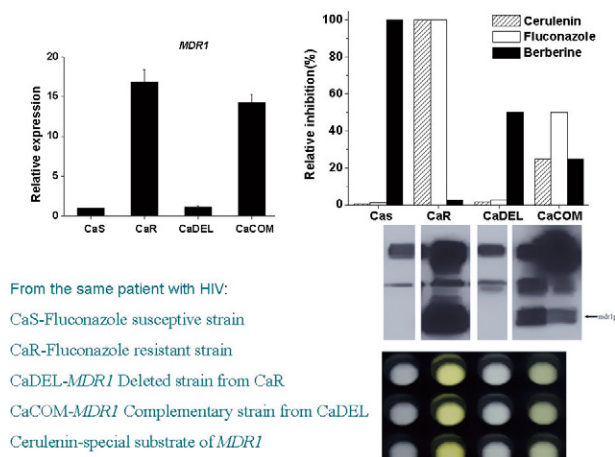 MDR1
Relative expression
20
15
10
5
0
CaS CaR CaDEL CaCOM
Cerulenin
Fluconazole
Berberine
Relative inhibition(%)
100
80
60
40
20
0
Cas CaR CaDEL CaCOM
mdr1p
From the same patient with HIV:
CaS-Fluconazole susceptive strain
CaR-Fluconazole resistant strain
CaDEL-MDR1 Deleted strain from CaR
CaCOM-MDR1 Complementary strain from CaDEL
Cerulenin-special substrate of MDR1